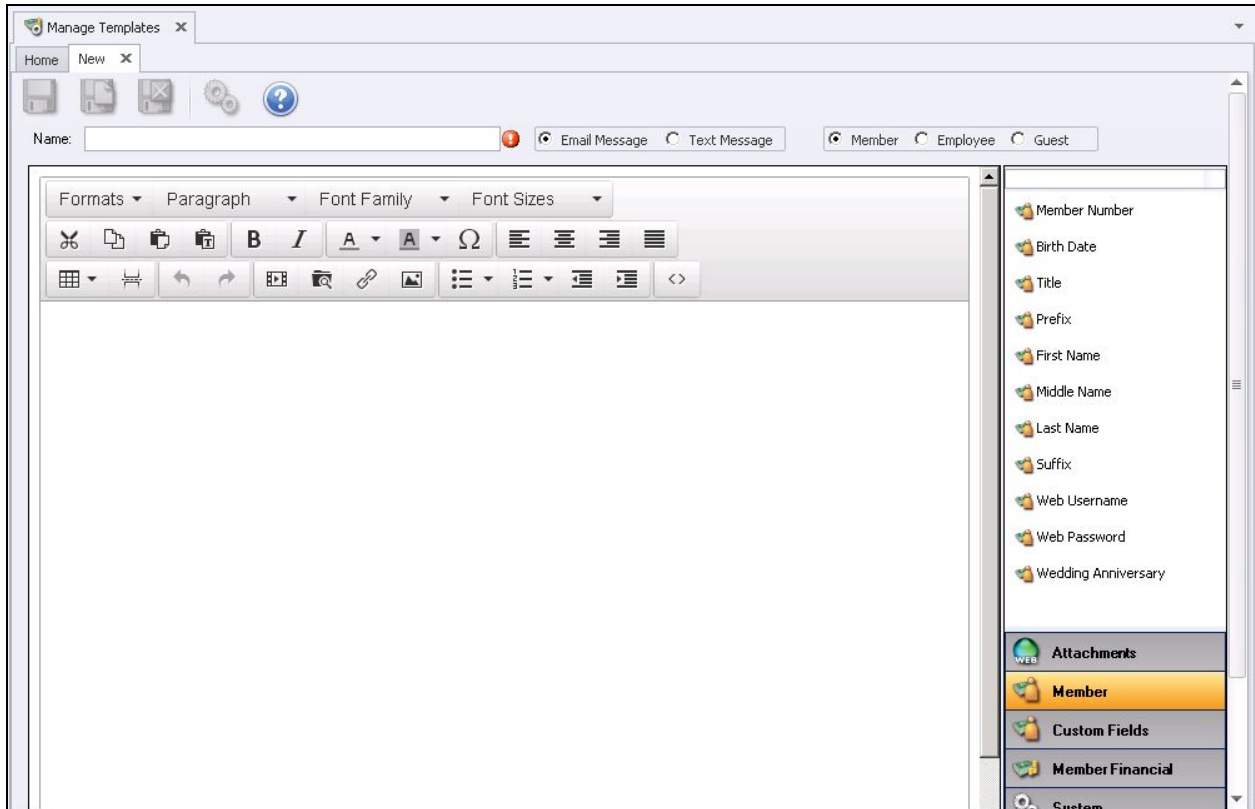 Manage Templates
Home New
Name: Email Message Text Message Member Employee Guest
Formats Paragraph Font Family Font Sizes
Member Number
Birth Date
Title
Prefix
First Name
Middle Name
Last Name
Suffix
Web Username
Web Password
Wedding Anniversary
WEB Attachments
Member
Custom Fields
Member Financial
System